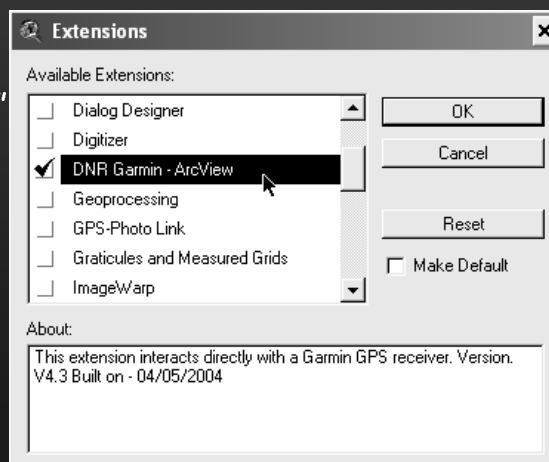 Extensions
Available Extensions:
"
Dialog Designer
Digitizer
DNR Garmin - ArcView
Geoprocessing
GPS-Photo Link
Graticules and Measured Grids
ImageWarp
OK
Cancel
Reset
Make Default
About:
This extension interacts directly with a Garmin GPS receiver. Version.
V4.3 Built on - 04/05/2004